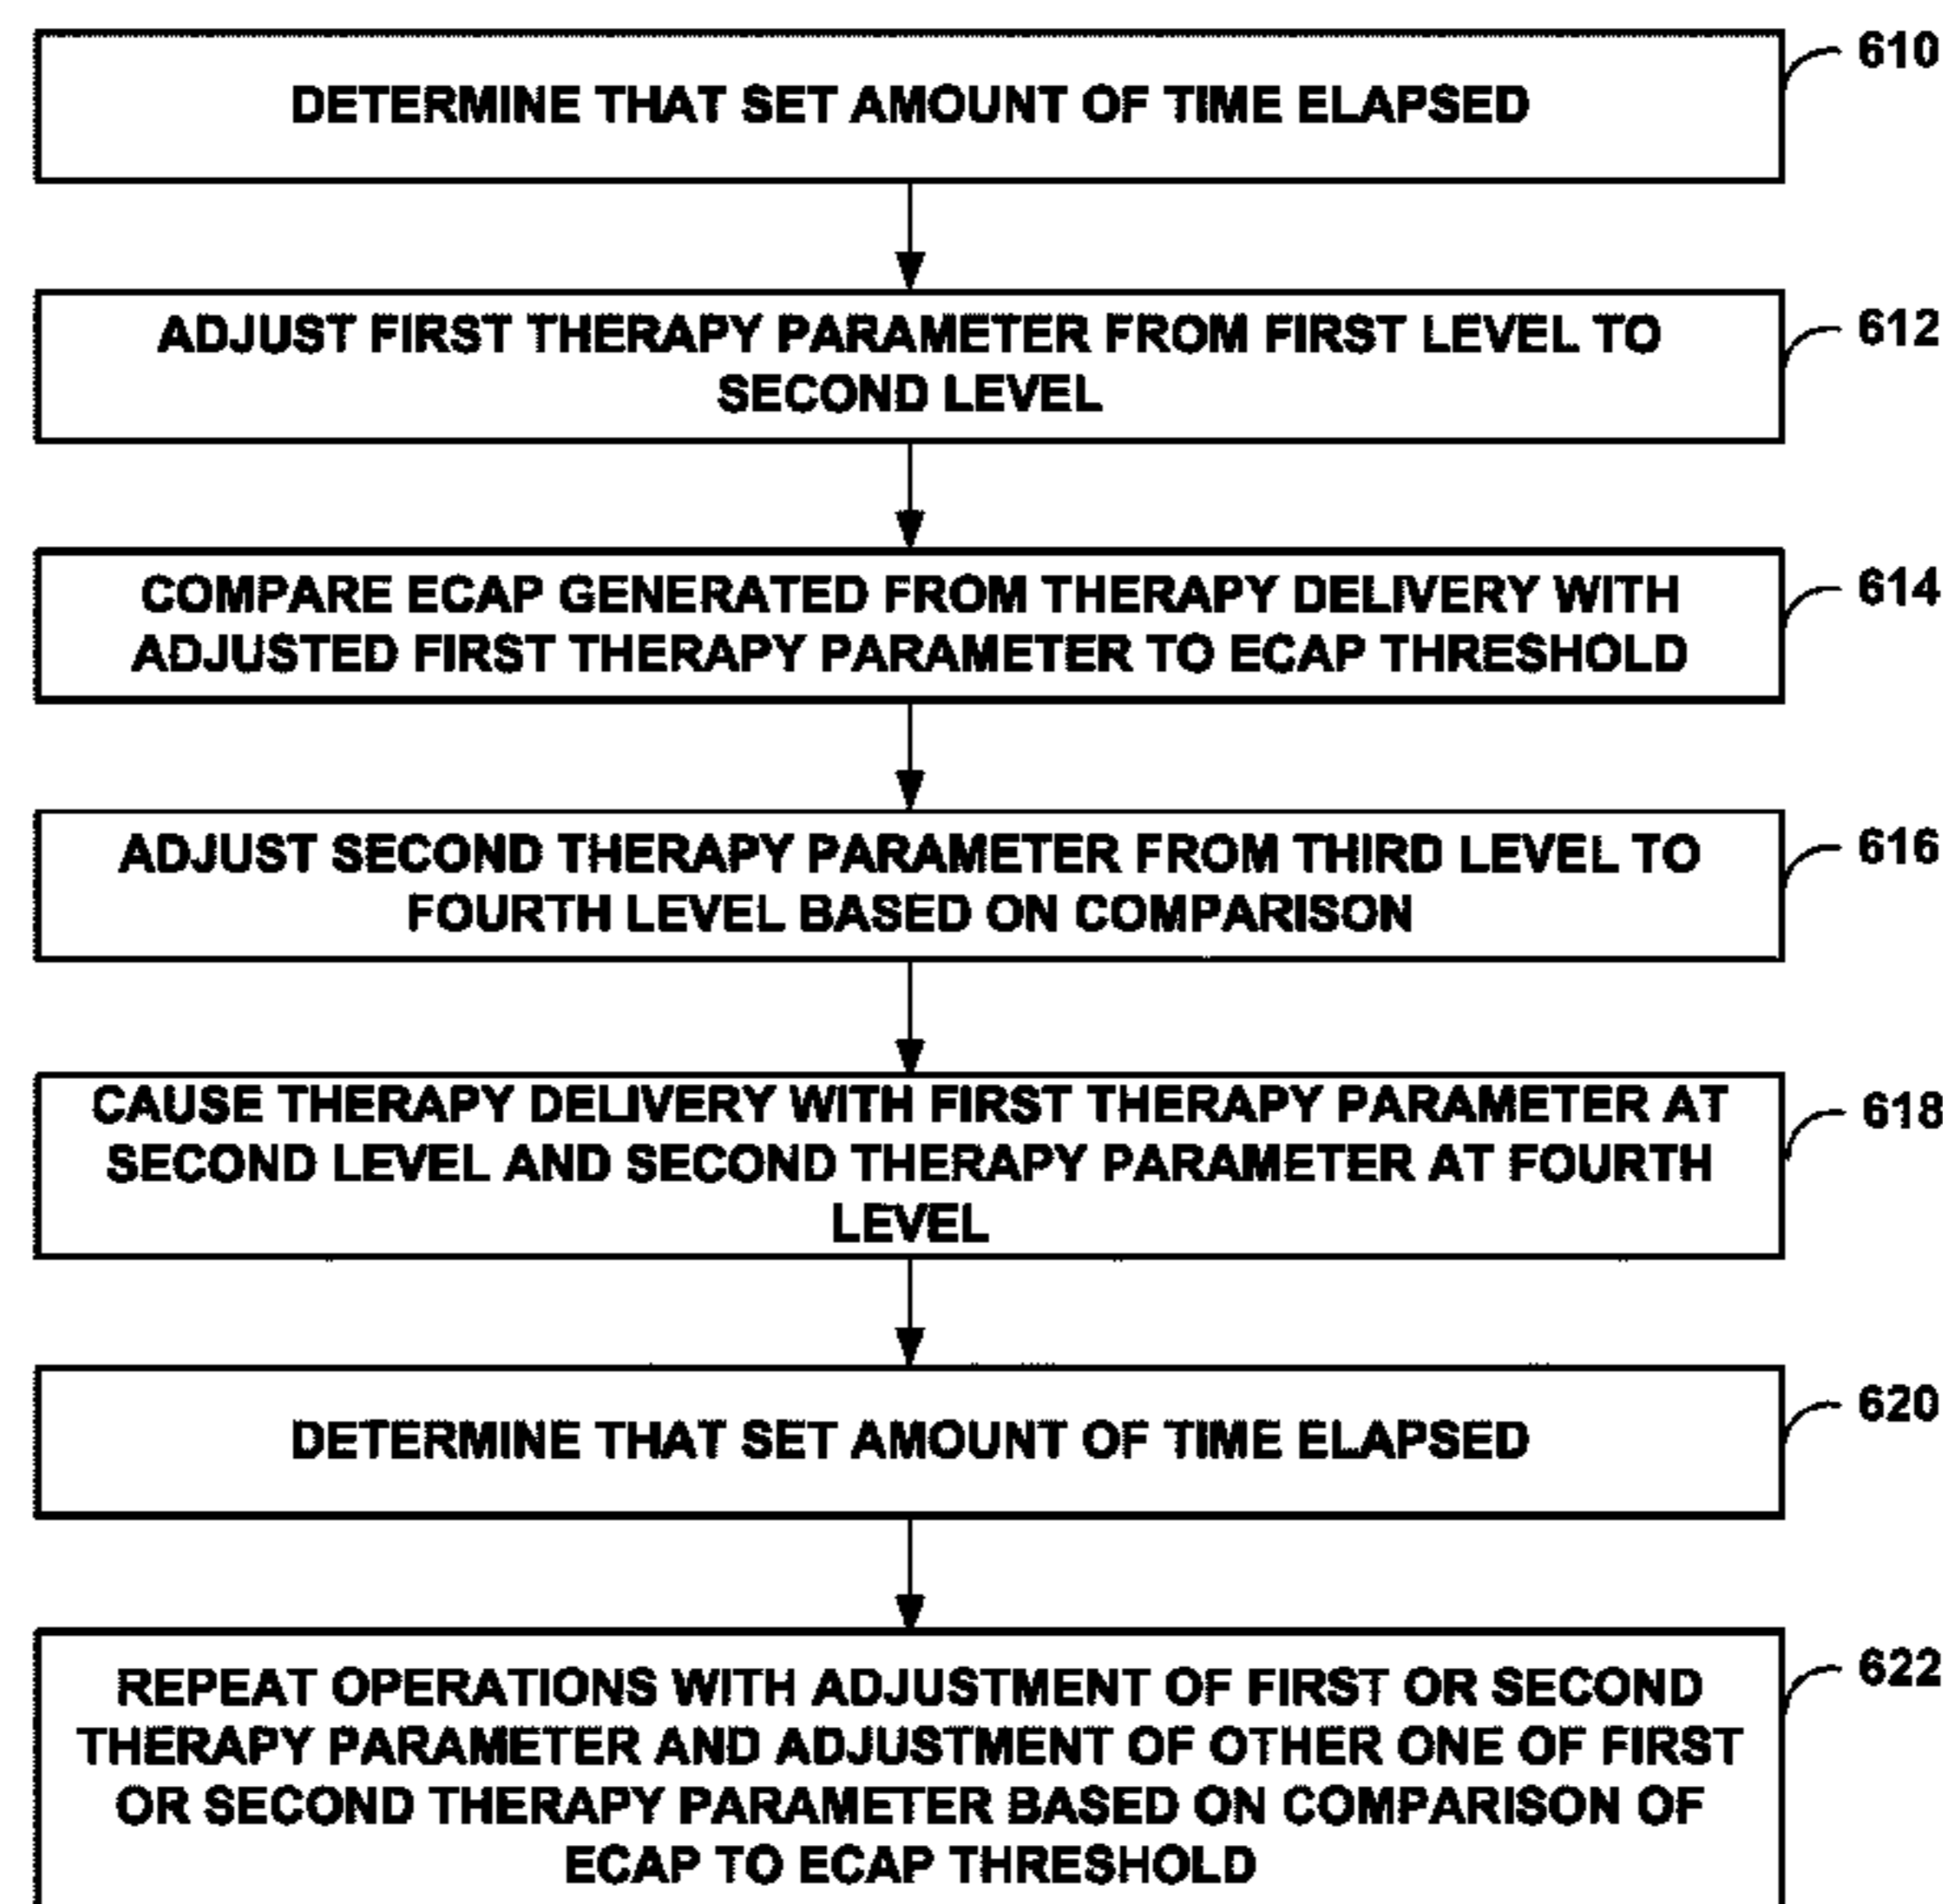 610
DETERMINE THAT SET AMOUNT OF TIME ELAPSED
612
ADJUST FIRST THERAPY PARAMETER FROM FIRST LEVEL TO
SECOND LEVEL
614
COMPARE ECAP GENERATED FROM THERAPY DELIVERY WITH
ADJUSTED FIRST THERAPY PARAMETER TO ECAP THRESHOLD
616
ADJUST SECOND THERAPY PARAMETER FROM THIRD LEVEL TO
FOURTH LEVEL BASED ON COMPARISON
618
CAUSE THERAPY DELIVERY WITH FIRST THERAPY PARAMETER AT
SECOND LEVEL AND SECOND THERAPY PARAMETER AT FOURTH
LEVEL
620
DETERMINE THAT SET AMOUNT OF TIME ELAPSED
622
REPEAT OPERATIONS WITH ADJUSTMENT OF FIRST OR SECOND
THERAPY PARAMETER AND ADJUSTMENT OF OTHER ONE OF FIRST
OR SECOND THERAPY PARAMETER BASED ON COMPARISON OF
ECAP TO ECAP THRESHOLD